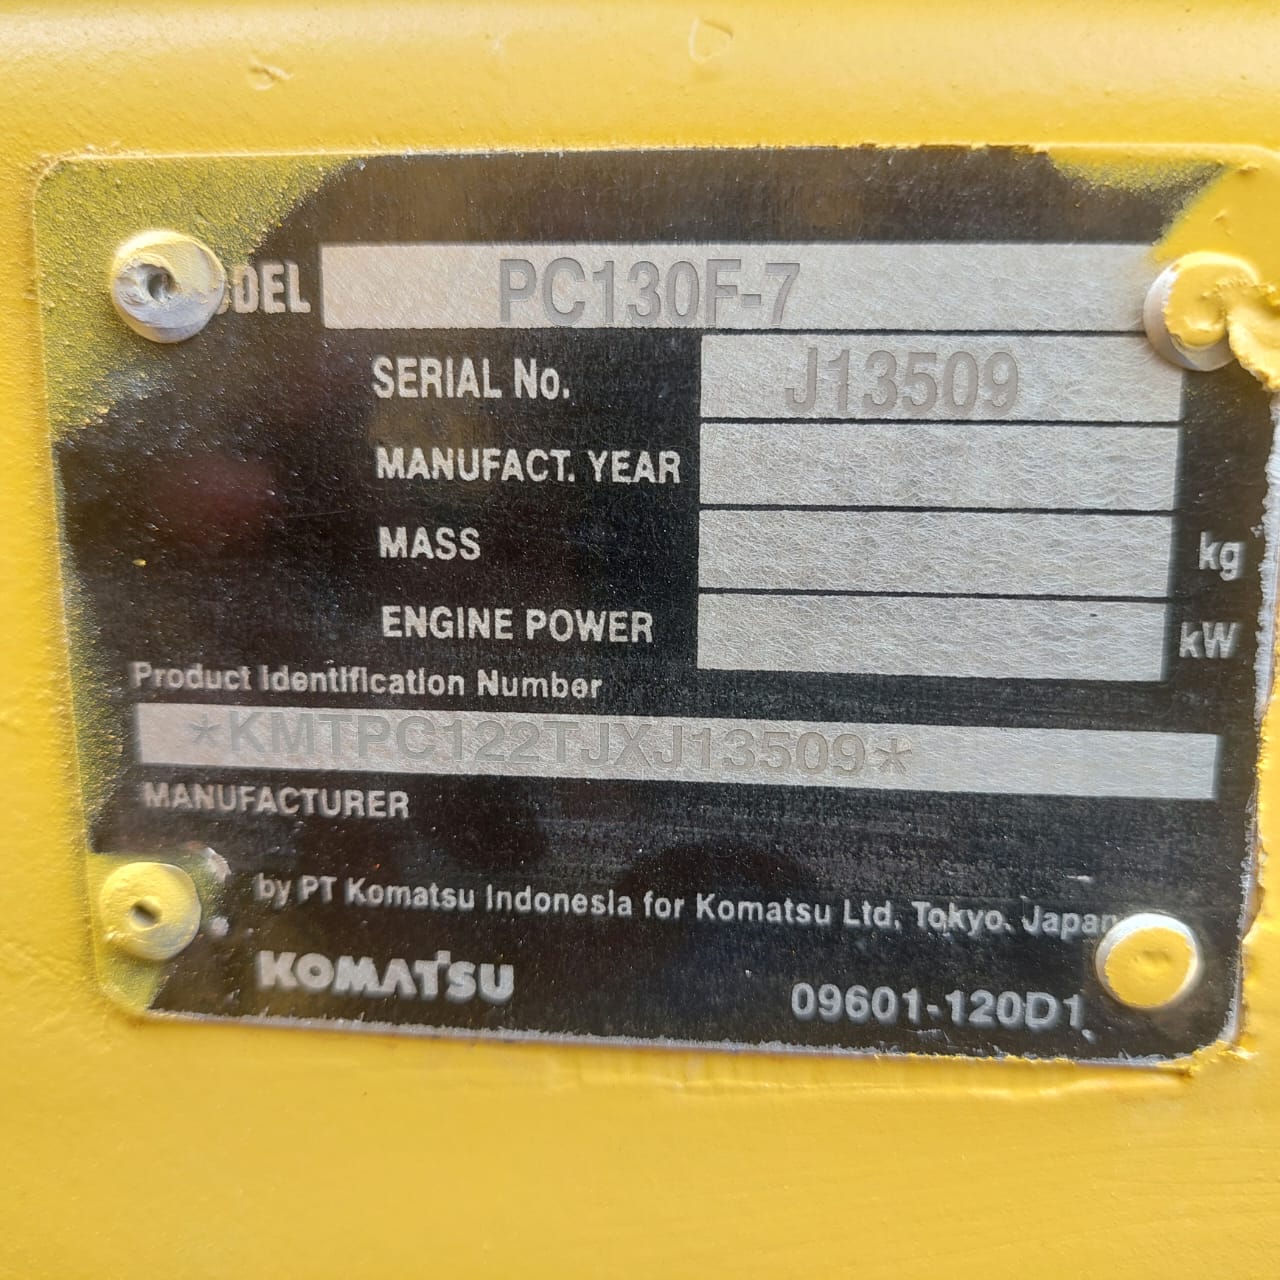 MODEL PC130F-7
SERIAL No. J13509
MANUFACT. YEAR
MASS kg
ENGINE POWER kW
Product Identification Number
*KMTPC122TJXJ13509*
MANUFACTURER
by PT Komatsu Indonesia for Komatsu Ltd, Tokyo. Japan
KOMATSU 09601-120D1